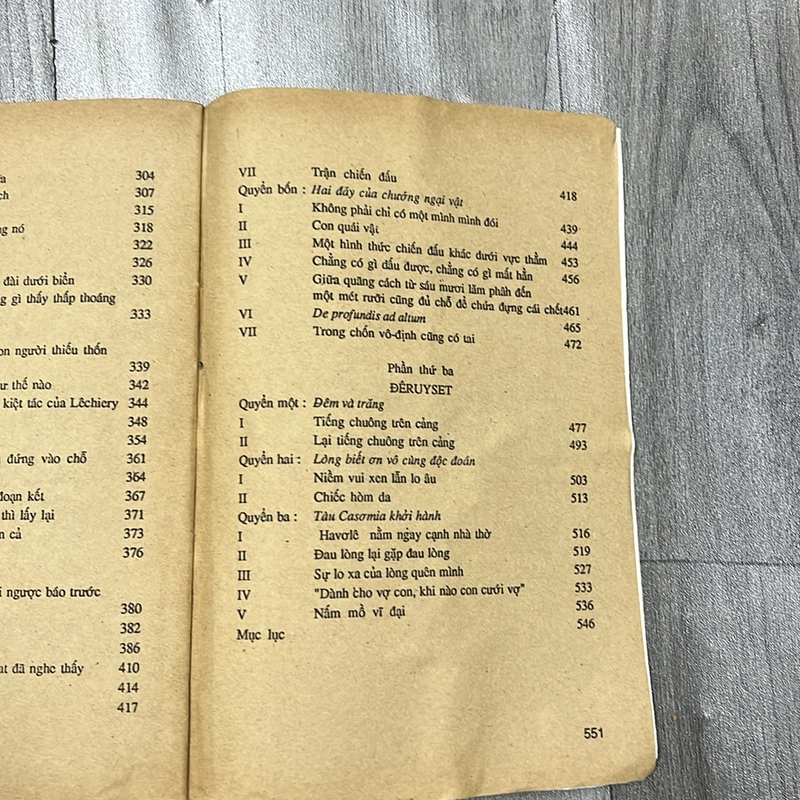 304
307
315
ng nó 318
322
326
đài dưới biển 330
g gì thấy thấp thoáng
333
on người thiếu thốn
339
ư thế nào 342
kiệt tác của Lêchiery 344
348
354
đứng vào chỗ 361
364
đoạn kết 367
thì lấy lại 371
n cả 373
376
i ngược báo trước
380
382
386
at đã nghe thấy 410
414
417
VII Trận chiến đấu
Quyển bốn : Hai đáy của chướng ngại vật 418
I Không phải chỉ có một mình mình đói
II Con quái vật 439
III Một hình thức chiến đấu khác dưới vực thẳm 444
IV Chẳng có gì dấu được, chẳng có gì mất hẳn 453
V Giữa quãng cách từ sáu mươi lăm phân đến 456
một mét rưỡi cũng đủ chỗ để chứa đựng cái chết 461
VI De profundis ad altum 465
VII Trong chốn vô-định cũng có tai 472
Phần thứ ba
ĐÊRUYSET
Quyển một : Đêm và trăng
I Tiếng chuông trên cảng 477
II Lại tiếng chuông trên cảng 493
Quyển hai : Lòng biết ơn vô cùng độc đoán
I Niềm vui xen lẫn lo âu 503
II Chiếc hòm da 513
Quyển ba : Tàu Casơmia khởi hành
I Havơlê nằm ngay cạnh nhà thờ 516
II Đau lòng lại gặp đau lòng 519
III Sự lo xa của lòng quên mình 527
IV "Dành cho vợ con, khi nào con cưới vợ" 533
V Nấm mồ vĩ đại 536
Mục lục 546
551